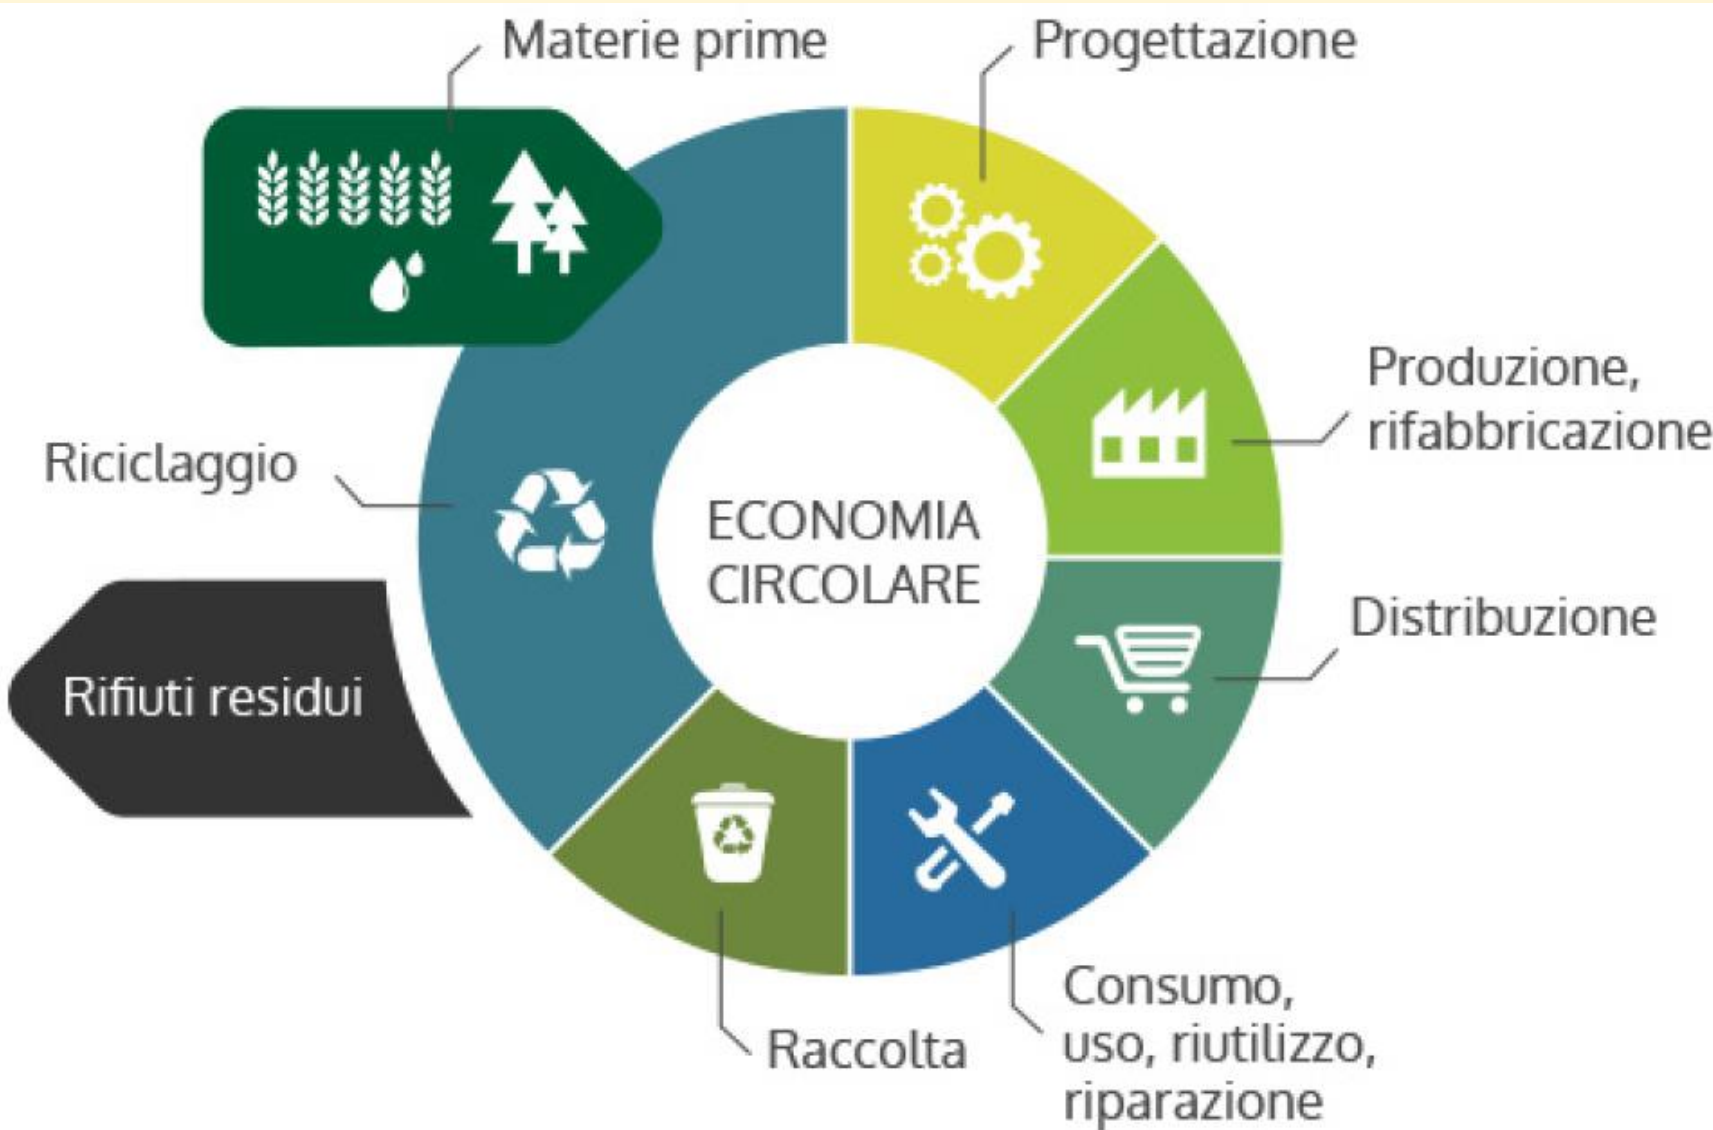 Materie prime
Progettazione
Produzione,
rifabbricazione
Riciclaggio
ECONOMIA
CIRCOLARE
Distribuzione
Rifiuti residui
Consumo,
uso, riutilizzo,
riparazione
Raccolta